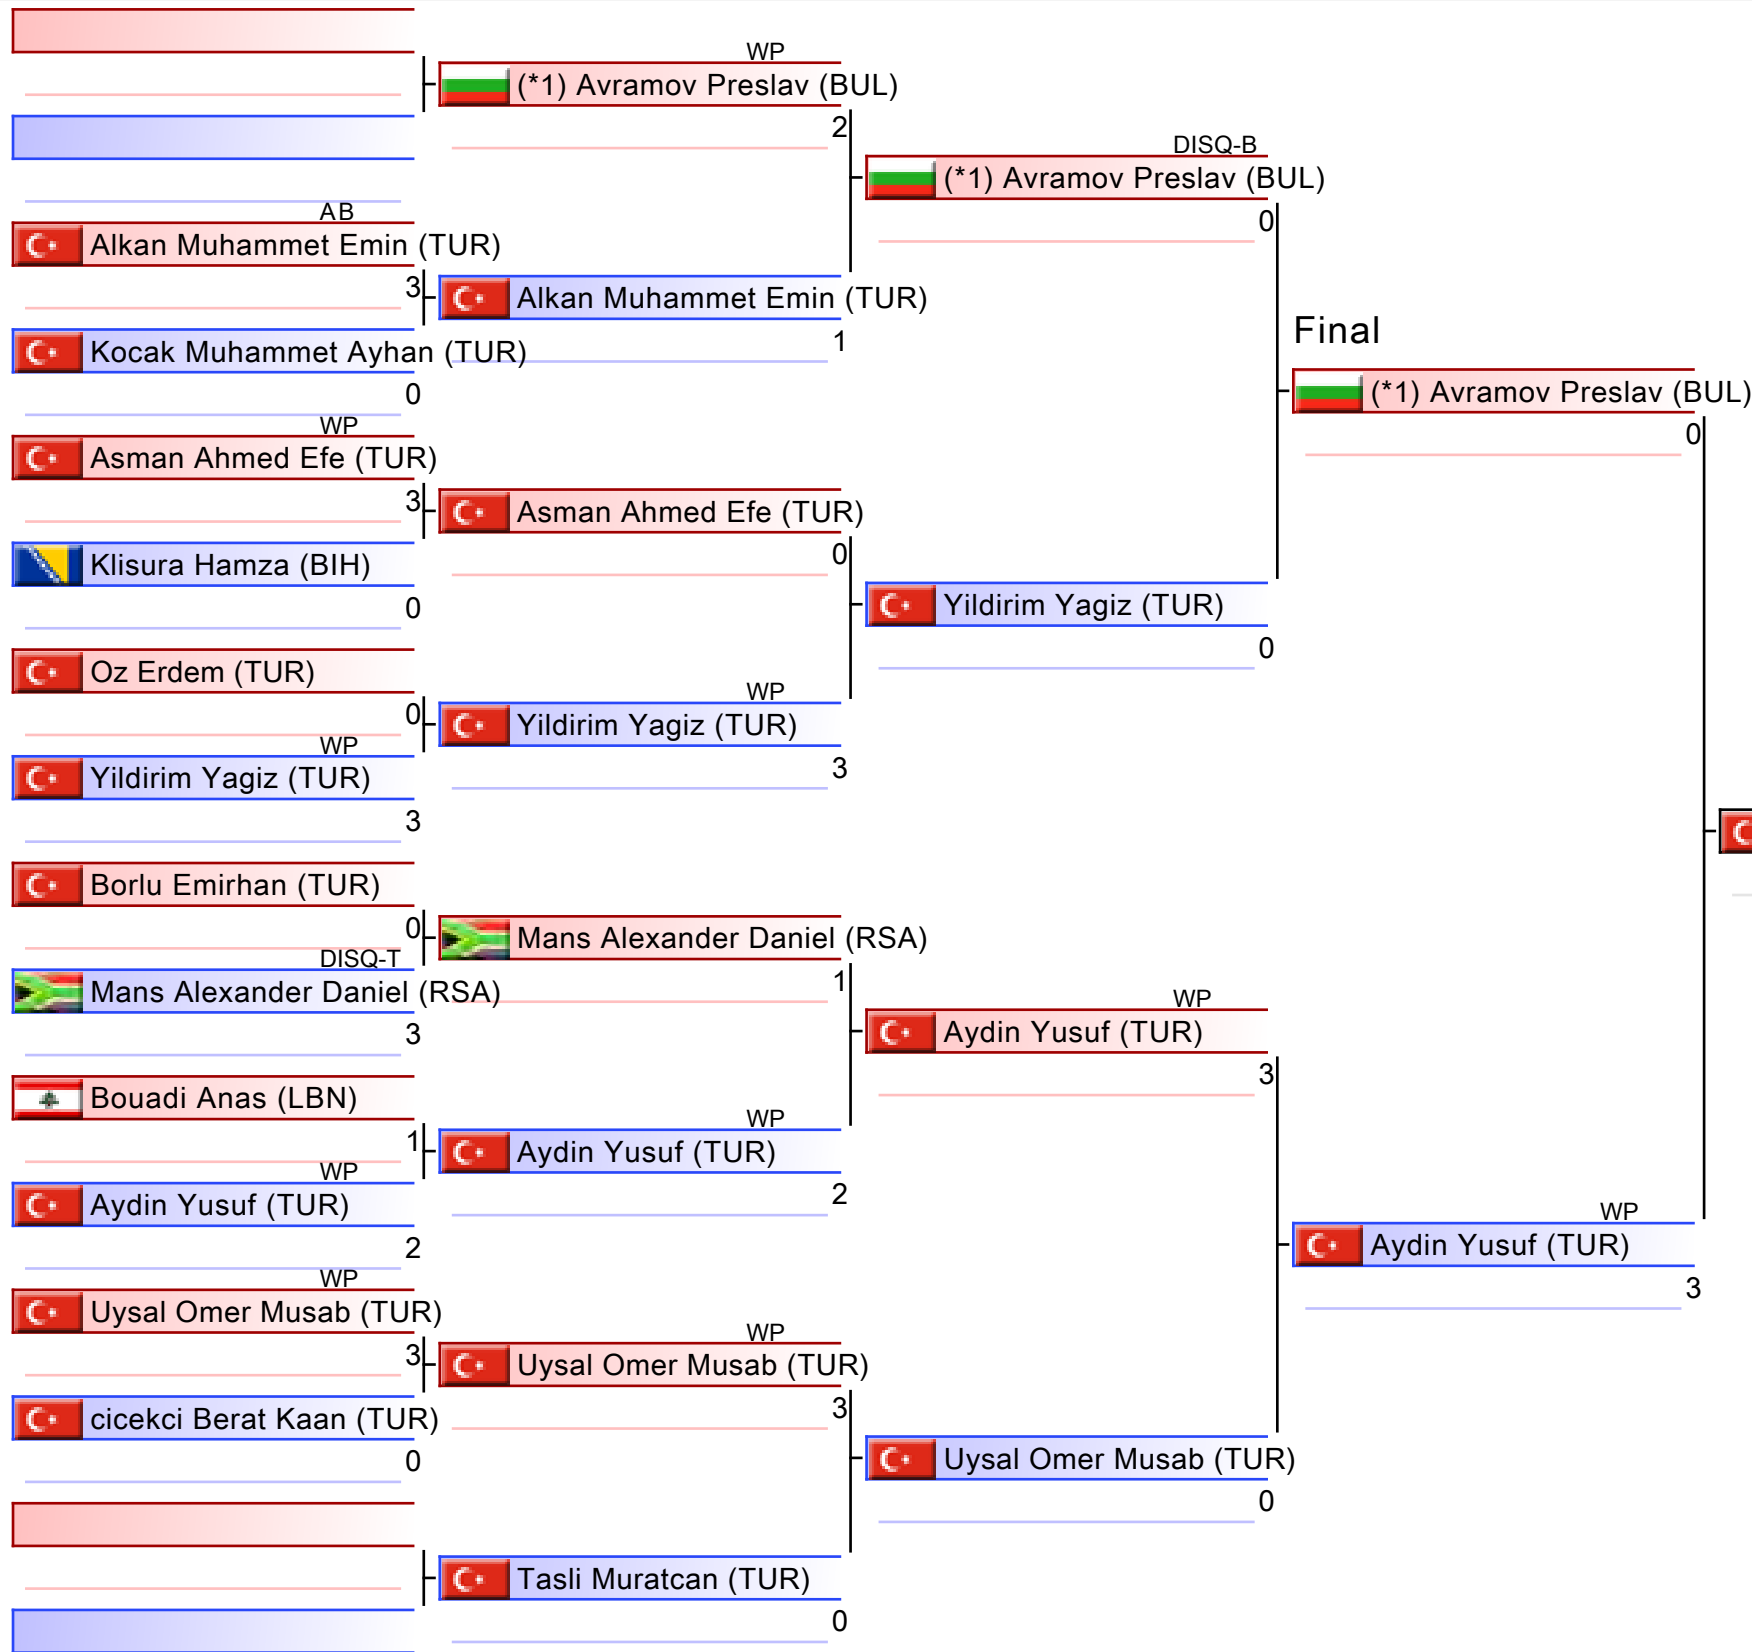 WP
(*1) Avramov Preslav (BUL)
2
DISQ-B
(*1) Avramov Preslav (BUL)
0
AB
Alkan Muhammet Emin (TUR)
3
Alkan Muhammet Emin (TUR)
1
Kocak Muhammet Ayhan (TUR)
0
Final
(*1) Avramov Preslav (BUL)
0
WP
Asman Ahmed Efe (TUR)
3
Asman Ahmed Efe (TUR)
0
Klisura Hamza (BIH)
0
Yildirim Yagiz (TUR)
0
Oz Erdem (TUR)
0
WP
Yildirim Yagiz (TUR)
3
WP
Yildirim Yagiz (TUR)
3
Borlu Emirhan (TUR)
0
Mans Alexander Daniel (RSA)
1
DISQ-T
Mans Alexander Daniel (RSA)
3
WP
Aydin Yusuf (TUR)
3
Bouadi Anas (LBN)
1
WP
Aydin Yusuf (TUR)
2
WP
Aydin Yusuf (TUR)
2
WP
Aydin Yusuf (TUR)
3
WP
Uysal Omer Musab (TUR)
3
WP
Uysal Omer Musab (TUR)
3
cicekci Berat Kaan (TUR)
0
Uysal Omer Musab (TUR)
0
Tasli Muratcan (TUR)
0